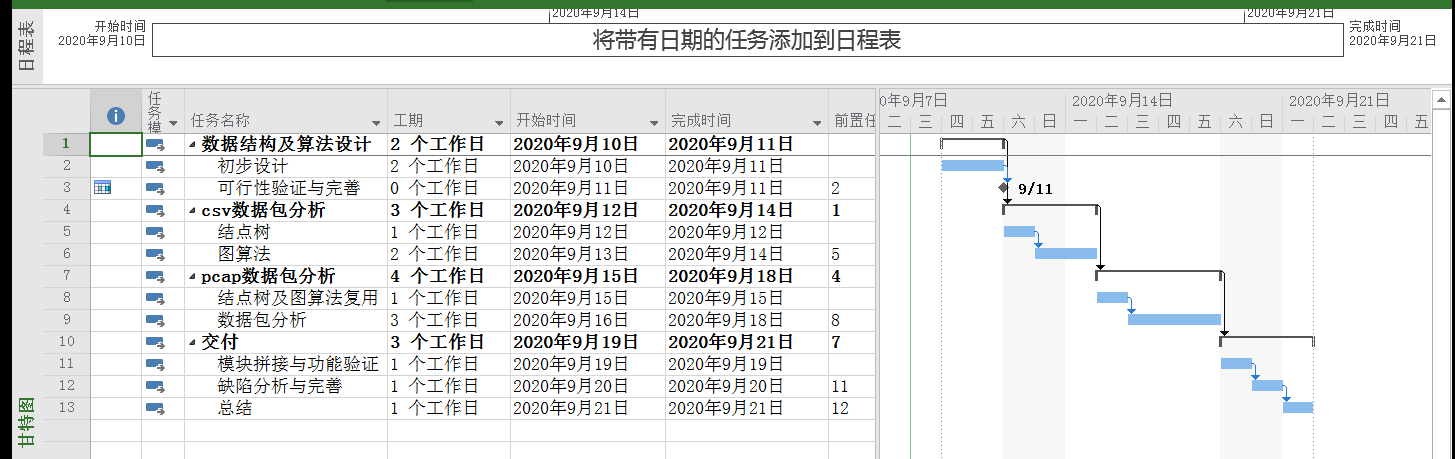 2020年9月14日 2020年9月21日
日程表
开始时间
2020年9月10日
将带有日期的任务添加到日程表
完成时间
2020年9月21日
甘特图
任务模 任务名称 工期 开始时间 完成时间 前置任
0年9月7日 2020年9月14日 2020年9月21日
二 三 四 五 六 日 一 二 三 四 五 六 日 一 二 三 四 五
1 数据结构及算法设计 2 个工作日 2020年9月10日 2020年9月11日
2 初步设计 2 个工作日 2020年9月10日 2020年9月11日
3 可行性验证与完善 0 个工作日 2020年9月11日 2020年9月11日 2 9/11
4 csv数据包分析 3 个工作日 2020年9月12日 2020年9月14日 1
5 结点树 1 个工作日 2020年9月12日 2020年9月12日
6 图算法 2 个工作日 2020年9月13日 2020年9月14日 5
7 pcap数据包分析 4 个工作日 2020年9月15日 2020年9月18日 4
8 结点树及图算法复用 1 个工作日 2020年9月15日 2020年9月15日
9 数据包分析 3 个工作日 2020年9月16日 2020年9月18日 8
10 交付 3 个工作日 2020年9月19日 2020年9月21日 7
11 模块拼接与功能验证 1 个工作日 2020年9月19日 2020年9月19日
12 缺陷分析与完善 1 个工作日 2020年9月20日 2020年9月20日 11
13 总结 1 个工作日 2020年9月21日 2020年9月21日 12